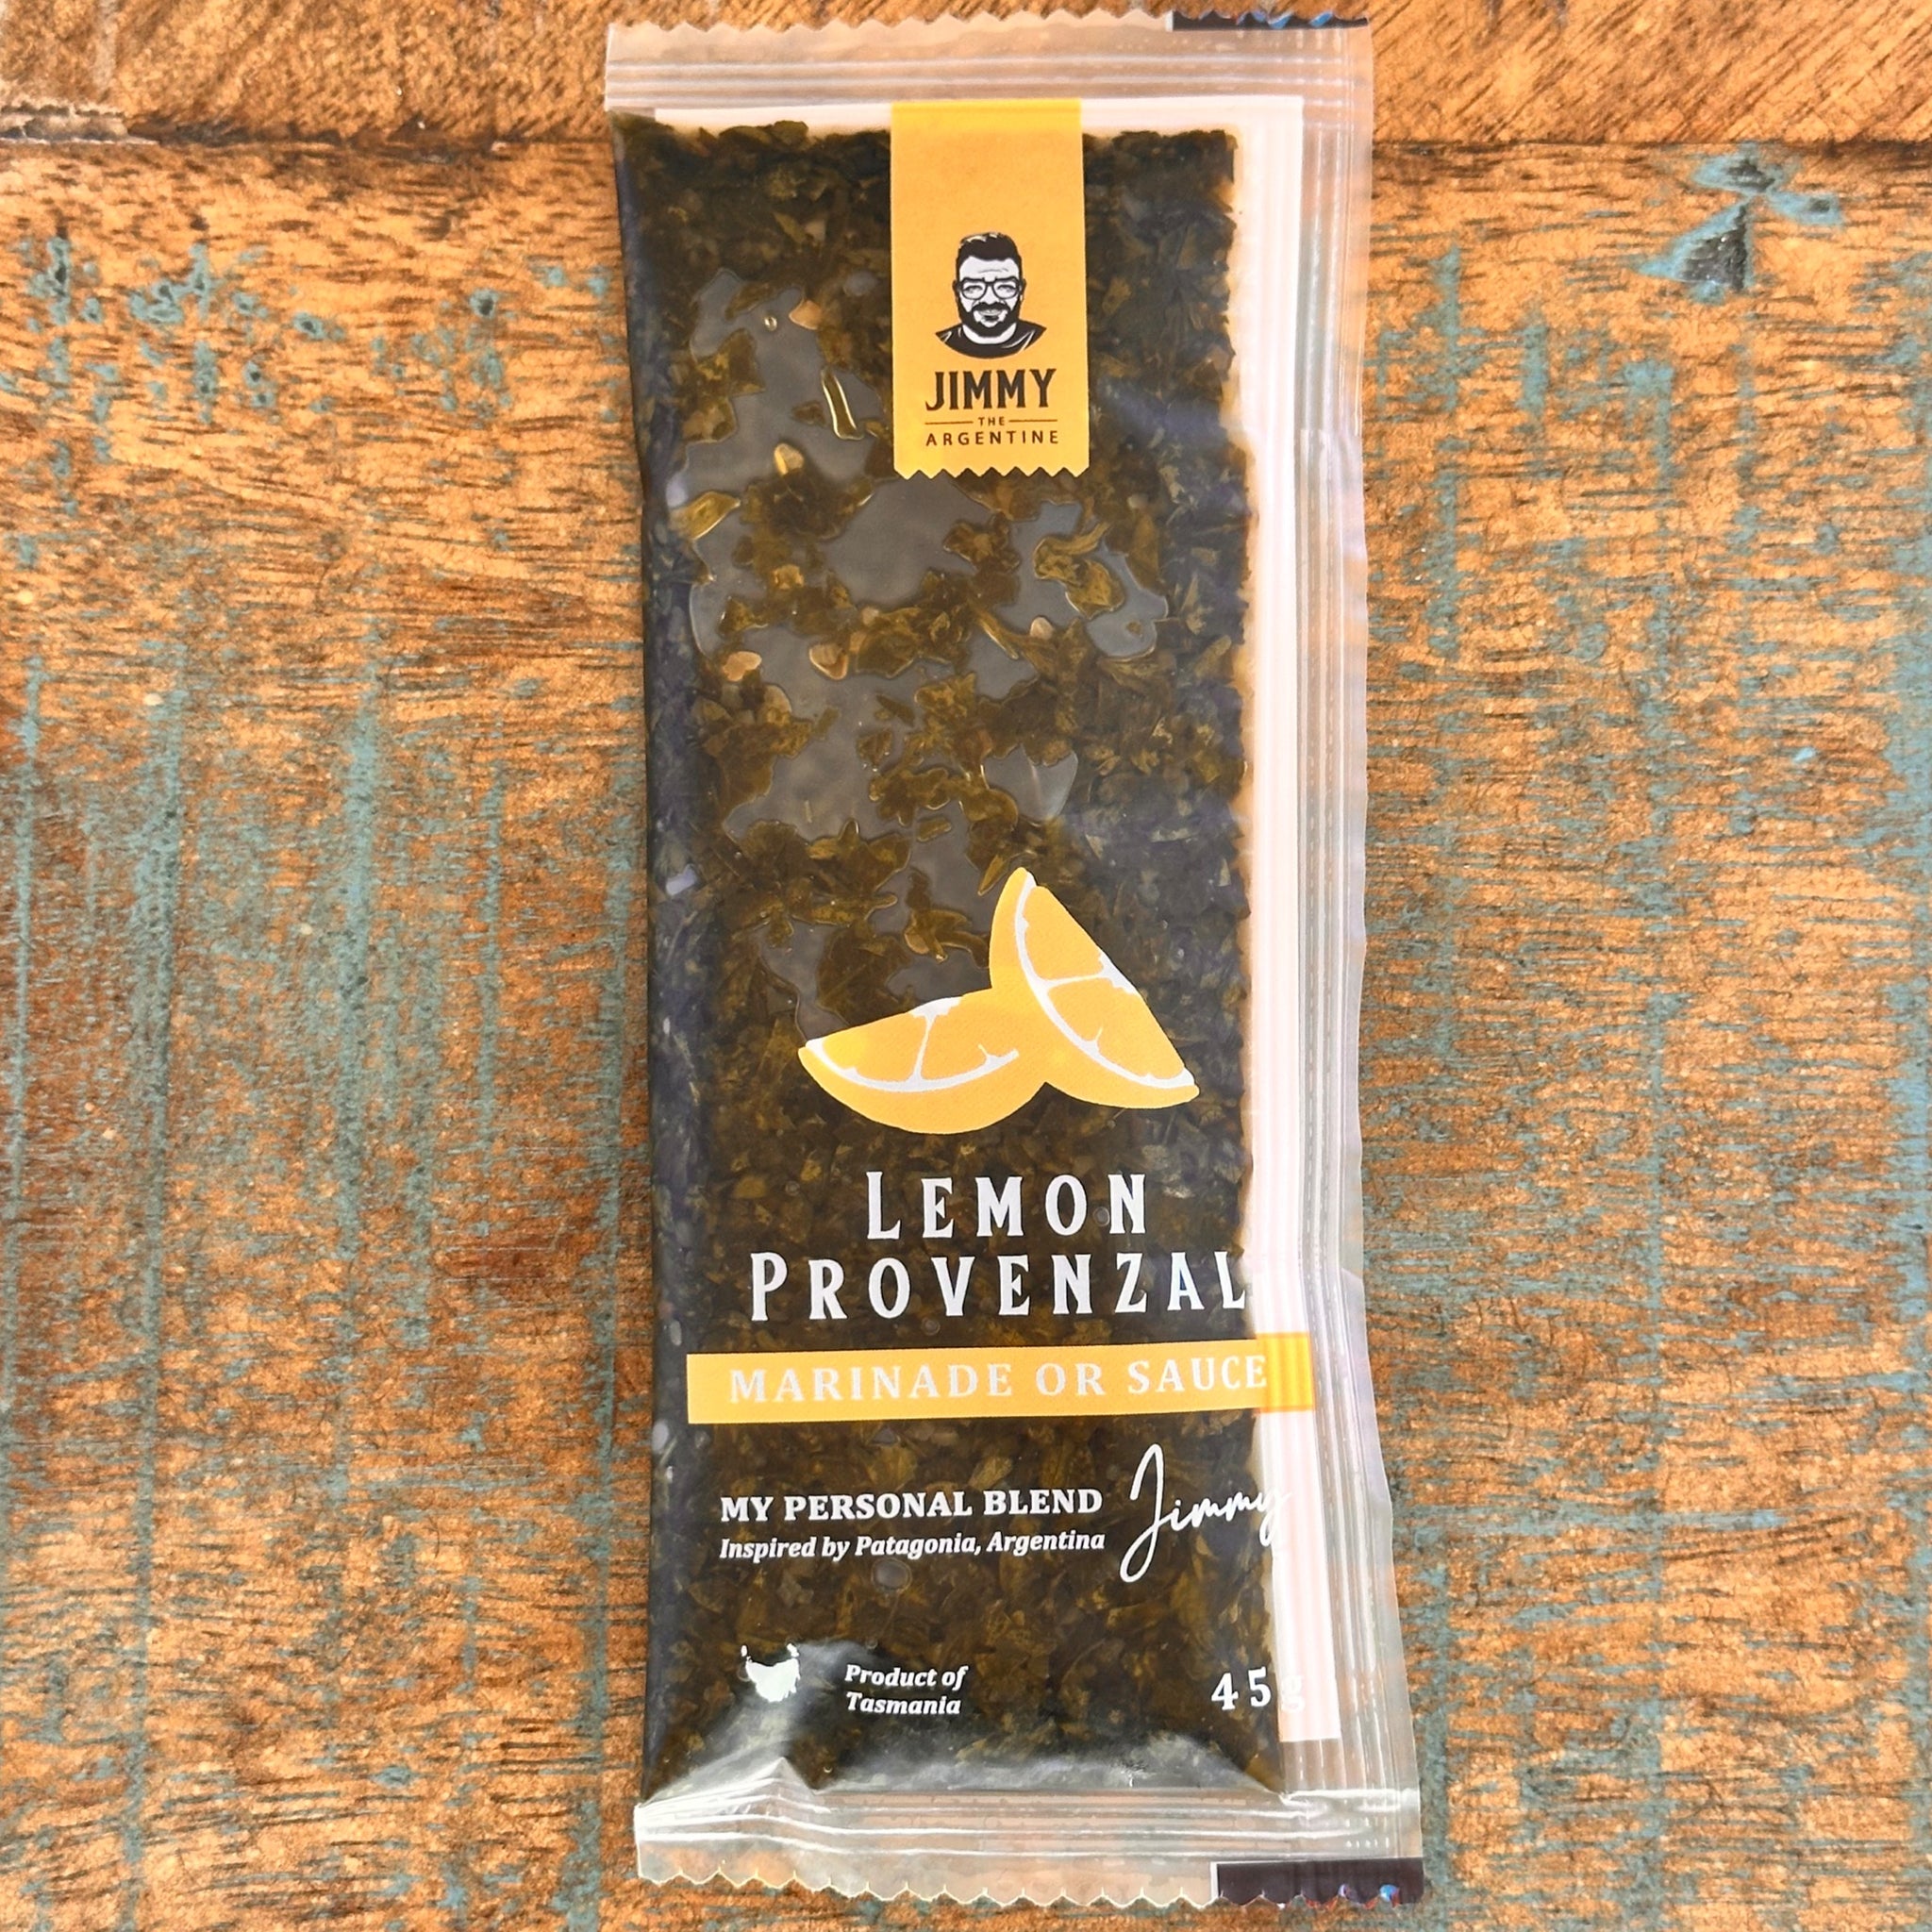 JIMMY
THE
ARGENTINE
LEMON
PROVENZAL
MARINADE OR SAUCE
MY PERSONAL BLEND
Inspired by Patagonia, Argentina
Jimmy
Product of
Tasmania
45g